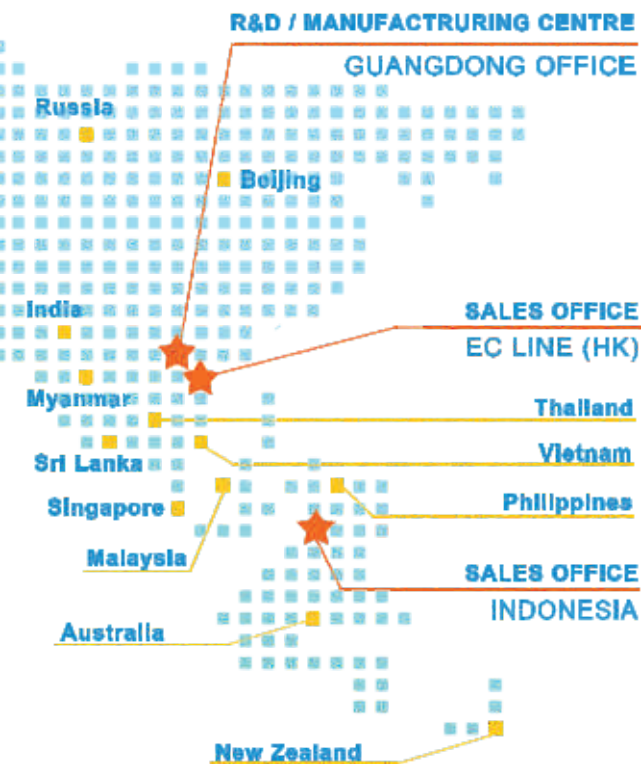 R&D / MANUFACTRURING CENTRE
GUANGDONG OFFICE
Russia
Beijing
India
SALES OFFICE
EC LINE (HK)
Myanmar
Thailand
Vietnam
Sri Lanka
Singapore
Philippines
Malaysia
SALES OFFICE
INDONESIA
Australia
New Zealand